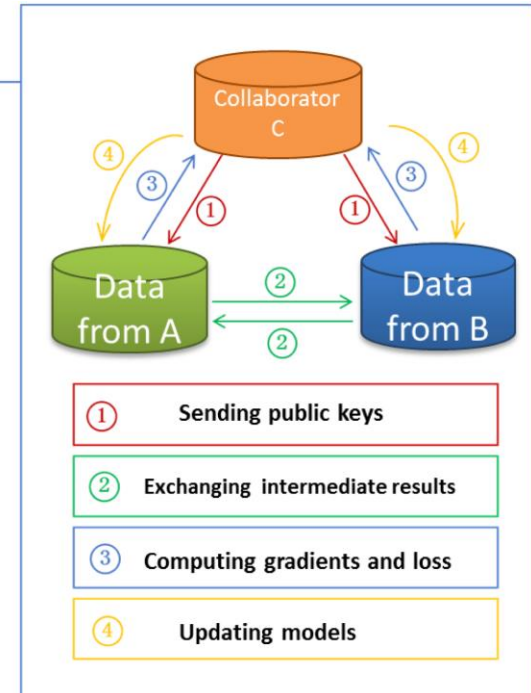 Collaborator
C
④
④
③
③
①
①
Data
from A
②
②
Data
from B
① Sending public keys
② Exchanging intermediate results
③ Computing gradients and loss
④ Updating models